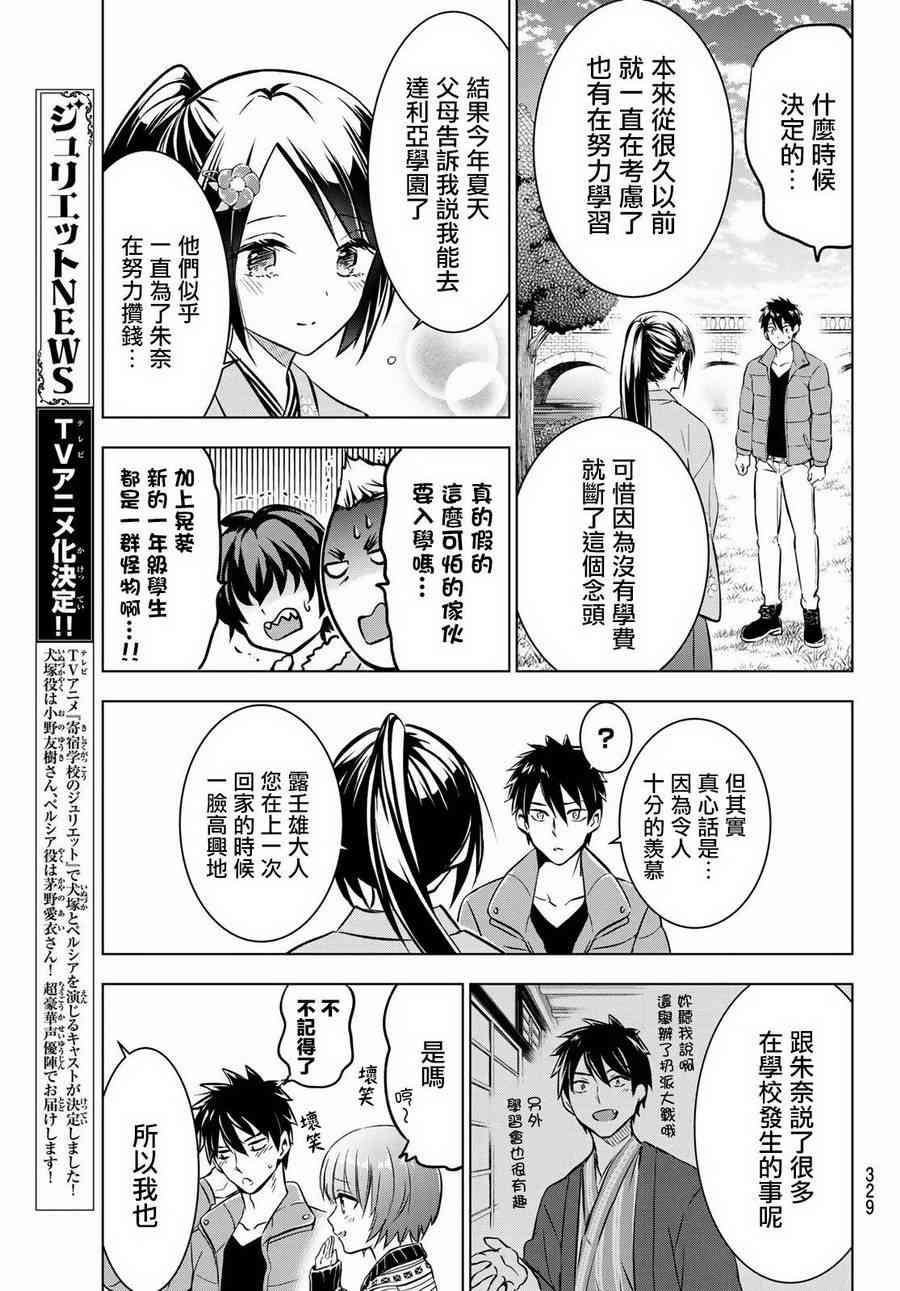 什麼時候
決定的…
本來從很久以前
就一直在考慮了
也有在努力學習
可惜因為沒有學費
就斷了這個念頭
結果今年夏天
父母告訴我說我能去
達利亞學園了
他們似乎
一直為了朱奈
在努力攢錢…
真的假的
這麼可怕的傢伙
要入學嗎…
加上晃葵
新的一年級學生
都是一群怪物啊…!!
?
但其實
真心話是…
因為令人
十分的羨慕
露壬雄大人
您在上一次
回家的時候
一臉高興地
跟朱奈說了很多
在學校發生的事呢
妳聽我說啊
還舉辦了扔派大戰哦
另外
學習會也很有趣
是嗎
哼~
壞笑
壞笑
不
不記得了
所以我也
329
ジュリエットNEWS
TVアニメ化決定!!
TVアニメ『寄宿学校のジュリエット』で犬塚とペルシアを演じるキャストが決定しました!
犬塚役は小野友樹さん、ペルシア役は茅野愛衣さん! 超豪華声優陣でお届けします!